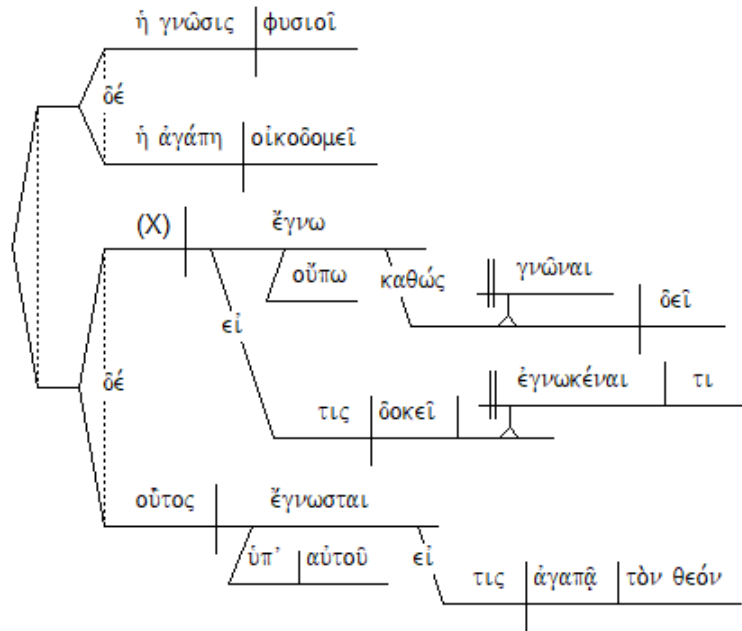 ἡ γνῶσις φυσιοῖ
δέ
ἡ ἀγάπη οἰκοδομεῖ
(X) ἔγνω
οὔπω καθώς γνῶναι
εἰ δεῖ
δέ ἐγνωκέναι τι
τις δοκεῖ
οὗτος ἔγνωσται
ὑπ' αὐτοῦ εἰ
τις ἀγαπᾷ τὸν θεόν